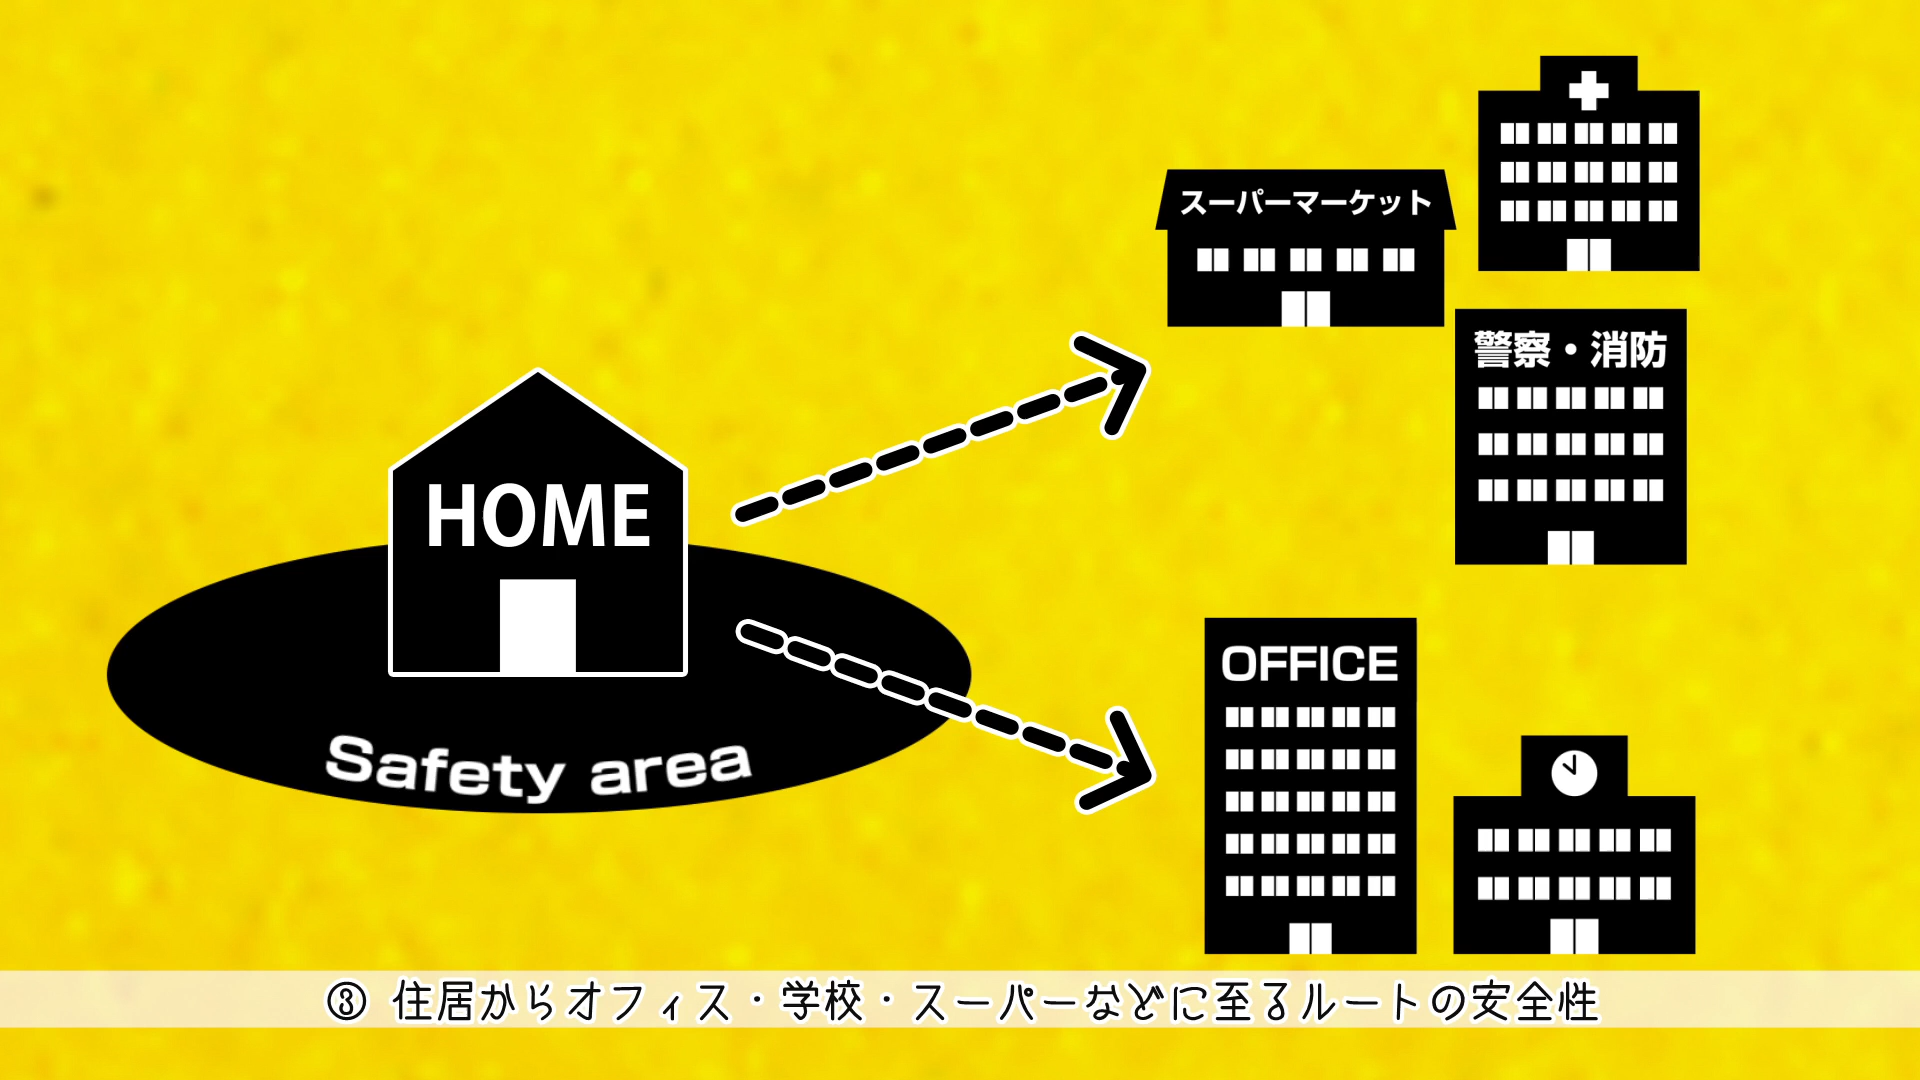 スーパーマーケット
警察・消防
HOME
Safety area
OFFICE
③ 住居からオフィス・学校・スーパーなどに至るルートの安全性